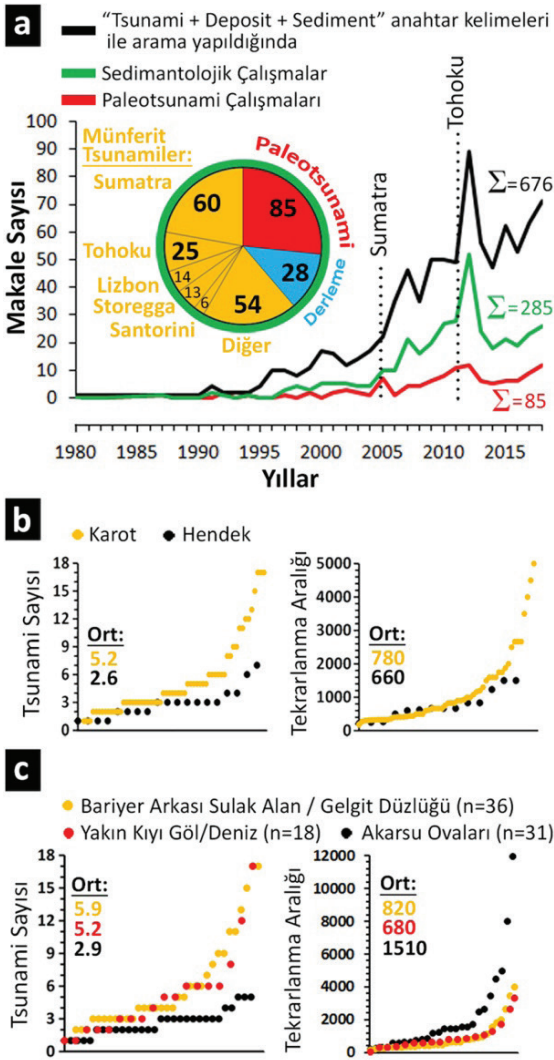 a
“Tsunami + Deposit + Sediment” anahtar kelimeleri
ile arama yapıldığında
Sedimantolojik Çalışmalar
Paleotsunami Çalışmaları
Makale Sayısı
100
90
80
70
60
50
40
30
20
10
0
Münferit
Tsunamiler:
Sumatra
Tohoku
Lizbon
Storegga
Santorini
Diğer
Derleme
Paleotsunami
60
85
25
28
14
13
6
54
Sumatra
Tohoku
Σ=676
Σ=285
Σ=85
1980 1985 1990 1995 2000 2005 2010 2015
Yıllar
b
Karot Hendek
Tsunami Sayısı
18
15
12
9
6
3
0
Ort:
5.2
2.6
Tekrarlanma Aralığı
5000
4000
3000
2000
1000
0
Ort:
780
660
c
Bariyer Arkası Sulak Alan / Gelgit Düzlüğü (n=36)
Yakın Kıyı Göl/Deniz (n=18) Akarsu Ovaları (n=31)
Tsunami Sayısı
18
15
12
9
6
3
0
Ort:
5.9
5.2
2.9
Tekrarlanma Aralığı
12000
10000
8000
6000
4000
2000
0
Ort:
820
680
1510